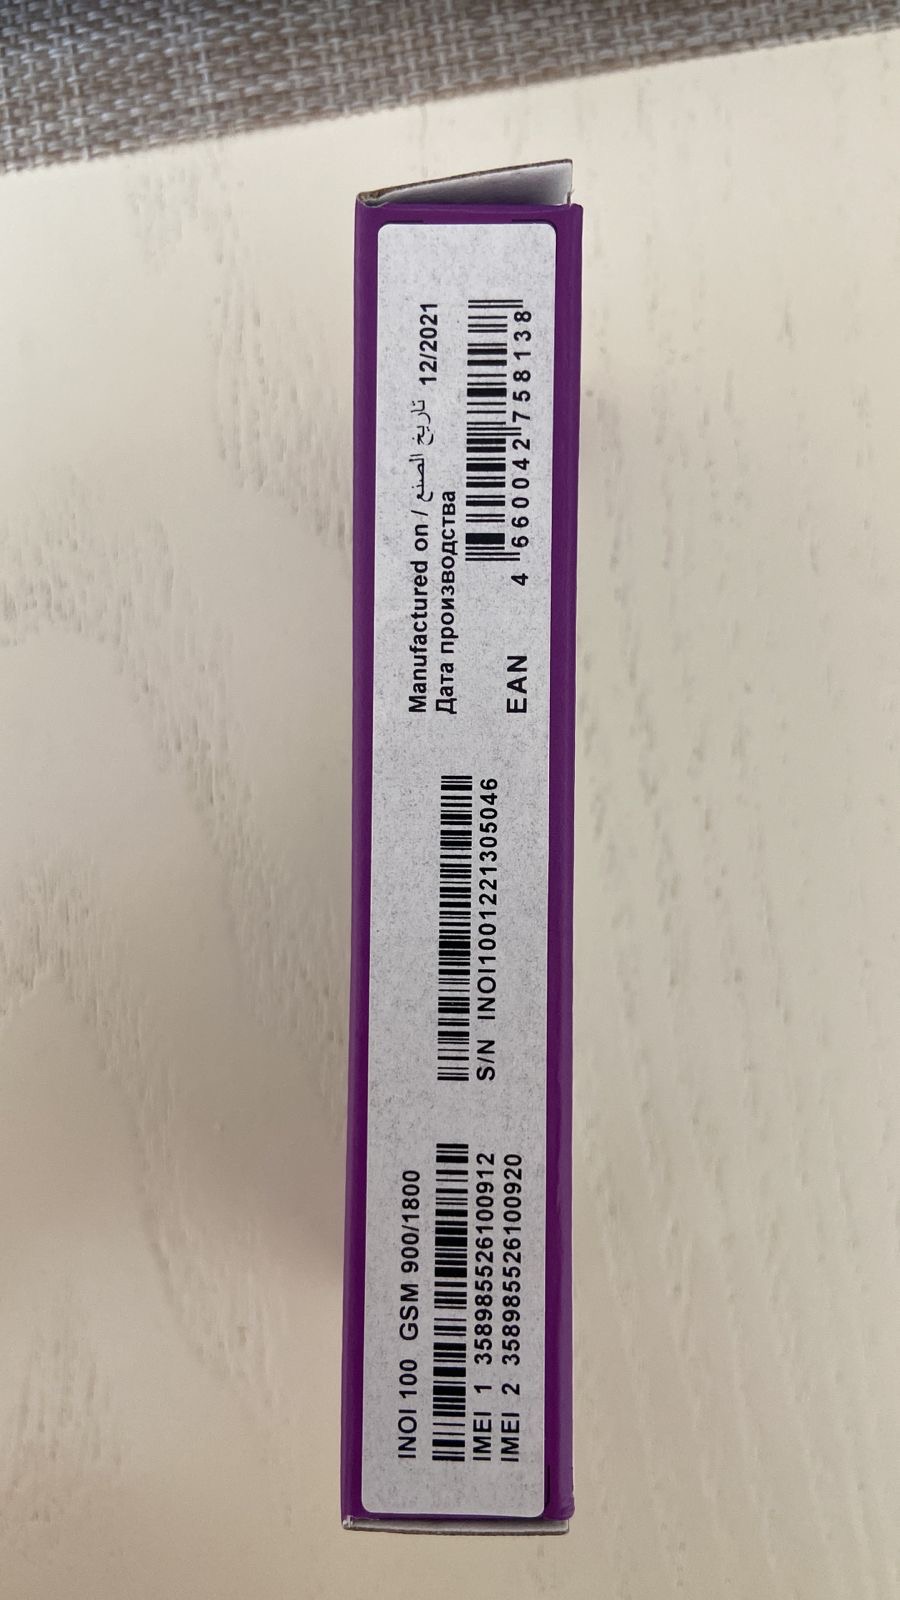 INOI 100 GSM 900/1800
IMEI 1 358985526100912
IMEI 2 358985526100920
S/N INOI1001221305046
Manufactured on / تاريخ الصنع 12/2021
Дата производства
EAN 4 660042 758138